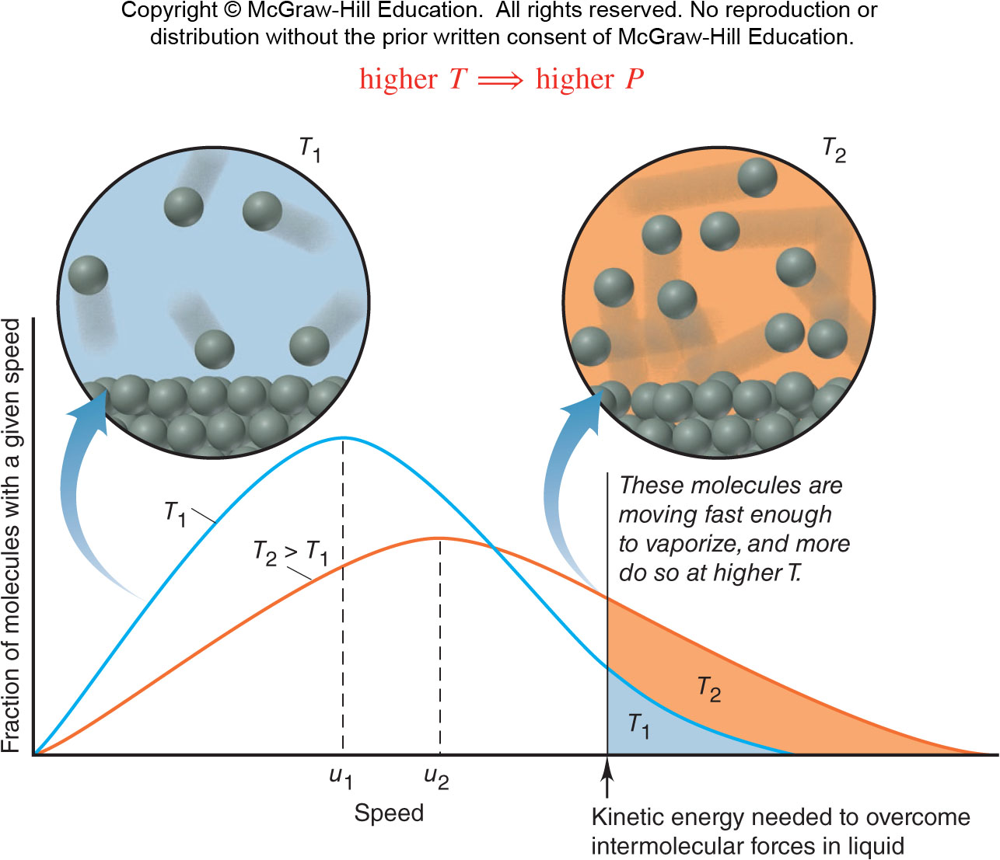 Copyright © McGraw-Hill Education.  All rights reserved. No reproduction or
distribution without the prior written consent of McGraw-Hill Education.
higher T ⟹ higher P
T1
T2
Fraction of molecules with a given speed
These molecules are
moving fast enough
to vaporize, and more
do so at higher T.
T1
T2 > T1
T2
T1
u1
u2
Speed
Kinetic energy needed to overcome
intermolecular forces in liquid